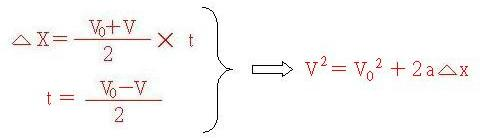 △X = (V₀+V)/2 × t
t = (V₀−V)/2
⇒ V² = V₀² + 2a△x